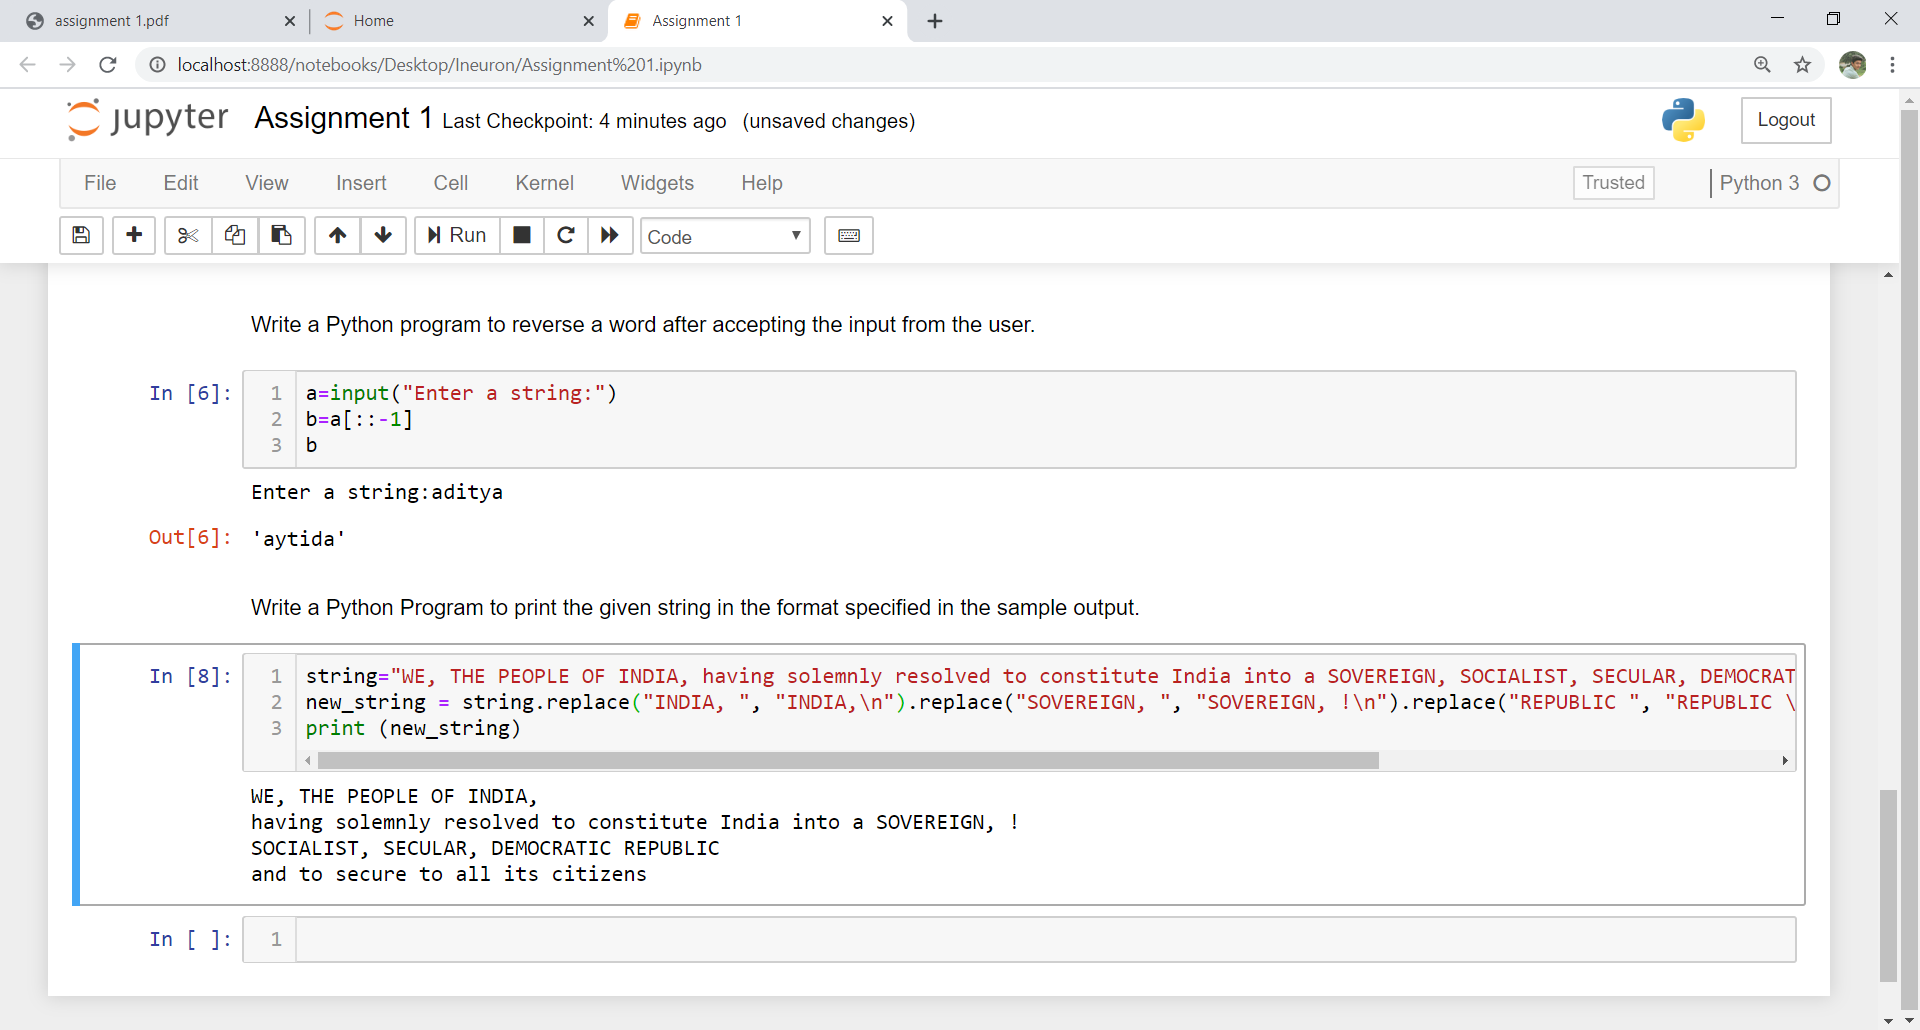 assignment 1.pdf
Home
Assignment 1
localhost:8888/notebooks/Desktop/Ineuron/Assignment%201.ipynb
jupyter Assignment 1 Last Checkpoint: 4 minutes ago (unsaved changes)
Logout
File Edit View Insert Cell Kernel Widgets Help
Trusted
Python 3
Run
Code
Write a Python program to reverse a word after accepting the input from the user.
In [6]:
1 a=input("Enter a string:")
2 b=a[::-1]
3 b
Enter a string:aditya
Out[6]: 'aytida'
Write a Python Program to print the given string in the format specified in the sample output.
In [8]:
1 string="WE, THE PEOPLE OF INDIA, having solemnly resolved to constitute India into a SOVEREIGN, SOCIALIST, SECULAR, DEMOCRAT
2 new_string = string.replace("INDIA, ", "INDIA,\n").replace("SOVEREIGN, ", "SOVEREIGN, !\n").replace("REPUBLIC ", "REPUBLIC \
3 print (new_string)
WE, THE PEOPLE OF INDIA,
having solemnly resolved to constitute India into a SOVEREIGN, !
SOCIALIST, SECULAR, DEMOCRATIC REPUBLIC
and to secure to all its citizens
In [ ]:
1